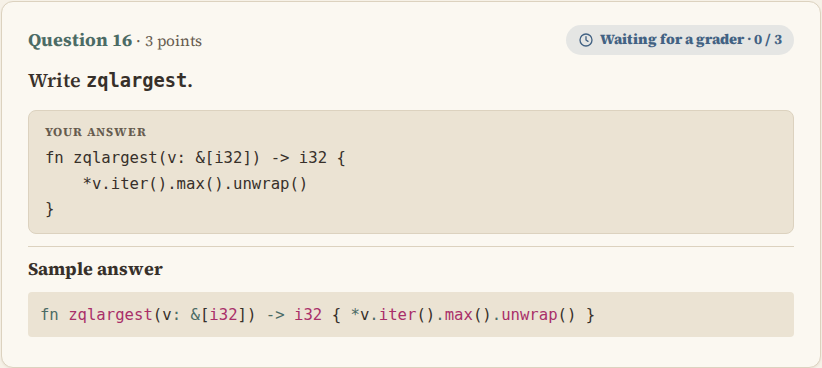 Question 16 · 3 points
Waiting for a grader · 0 / 3
Write zqlargest.
YOUR ANSWER
fn zqlargest(v: &[i32]) -> i32 {
    *v.iter().max().unwrap()
}
Sample answer
fn zqlargest(v: &[i32]) -> i32 { *v.iter().max().unwrap() }